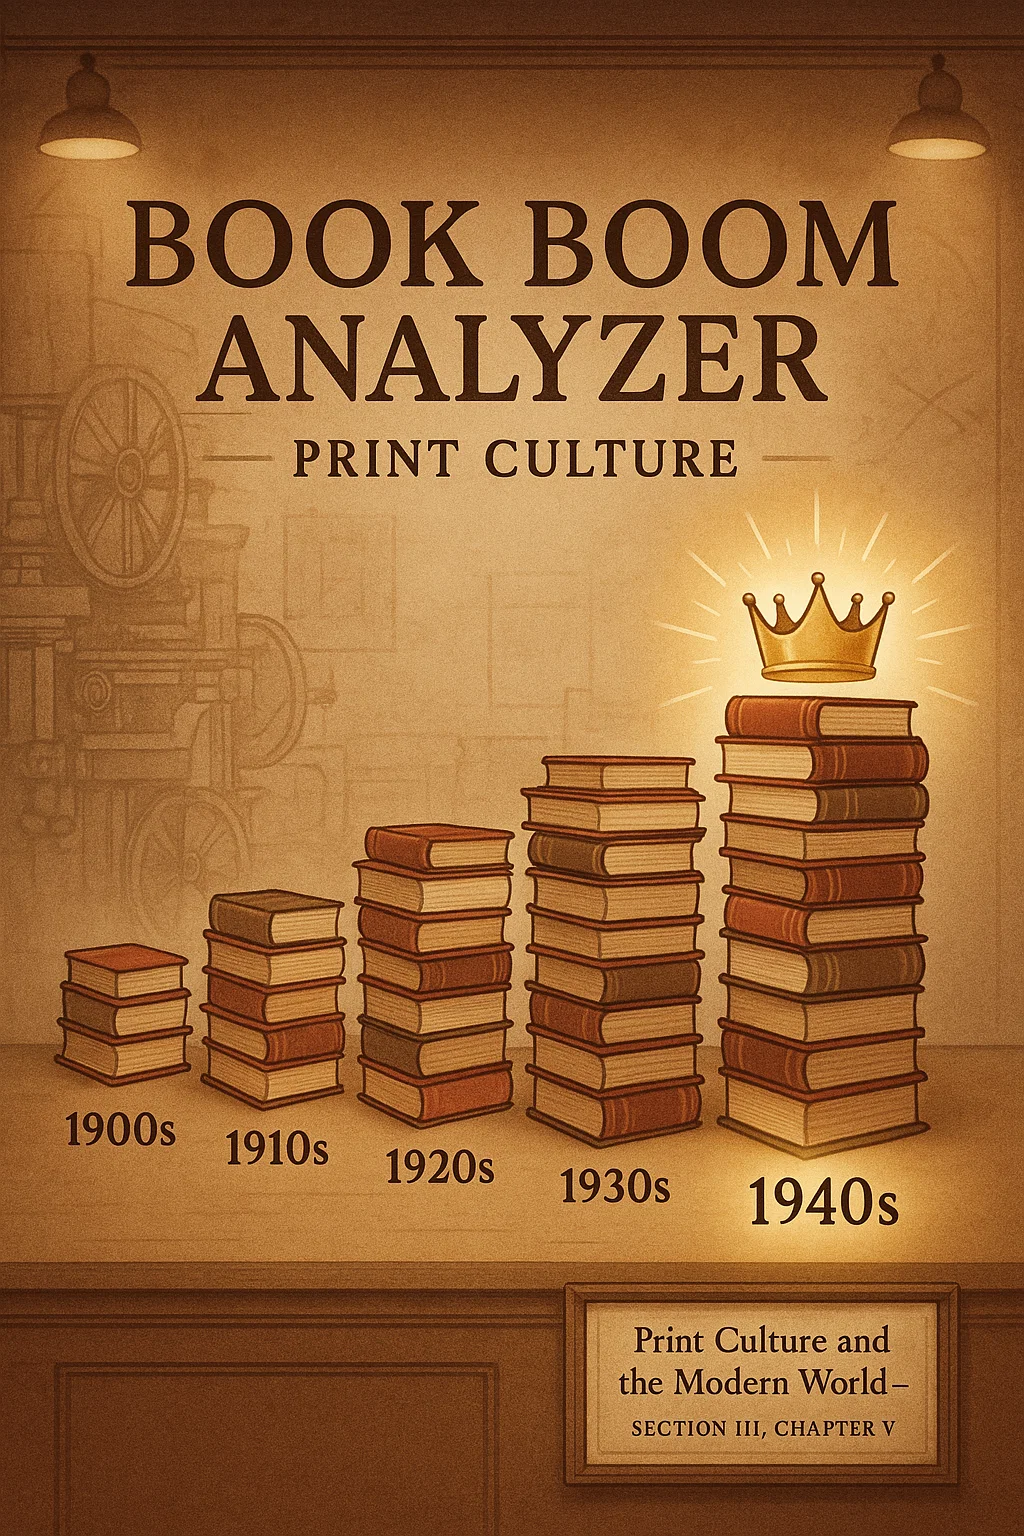 BOOK BOOM
ANALYZER
PRINT CULTURE
1900s
1910s
1920s
1930s
1940s
Print Culture and
the Modern World–
SECTION III, CHAPTER V